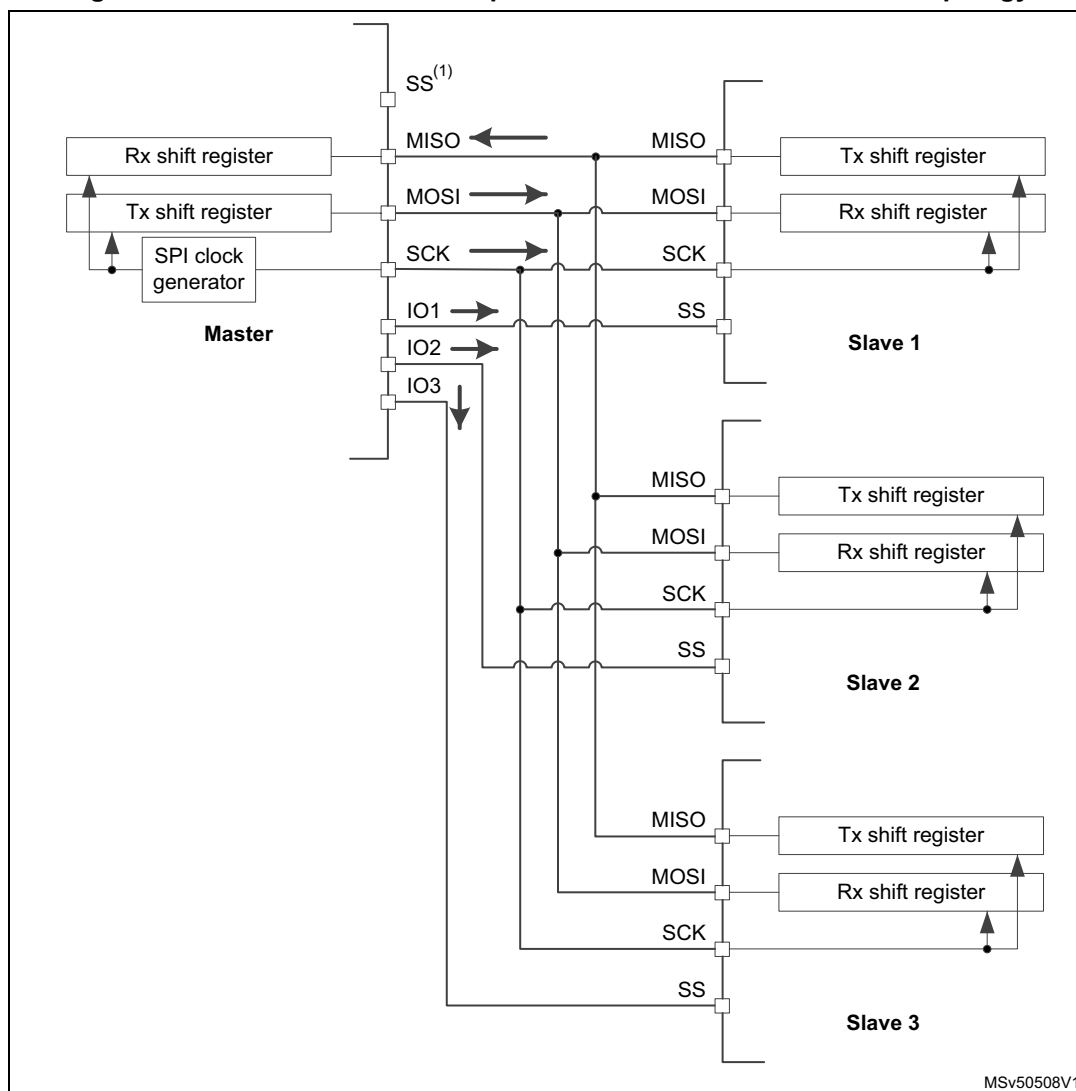 SS(1)
MISO
MISO
Rx shift register
Tx shift register
MOSI
MOSI
Tx shift register
Rx shift register
SCK
SCK
SPI clock
generator
IO1
SS
Master
Slave 1
IO2
IO3
MISO
Tx shift register
MOSI
Rx shift register
SCK
SS
Slave 2
MISO
Tx shift register
MOSI
Rx shift register
SCK
SS
Slave 3
MSv50508V1